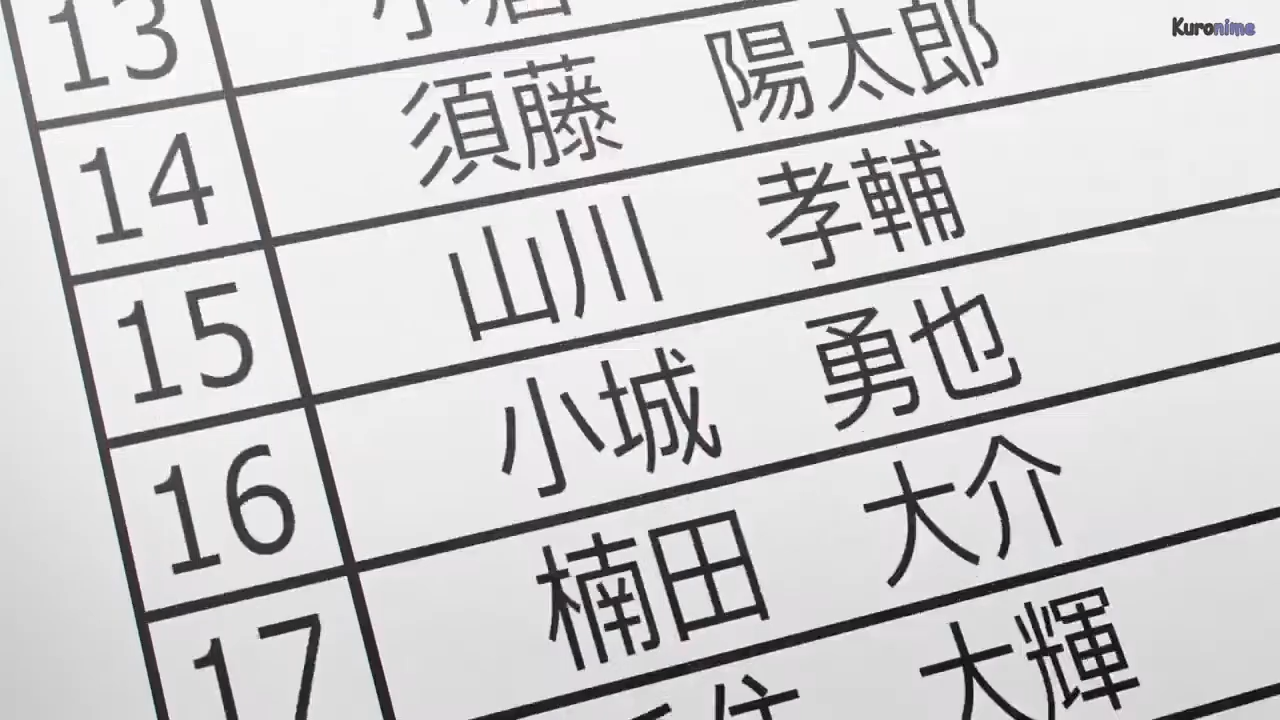 13 小
14 須藤 陽太郎
15 山川 孝輔
16 小城 勇也
17 楠田 大介
大輝
Kuronime